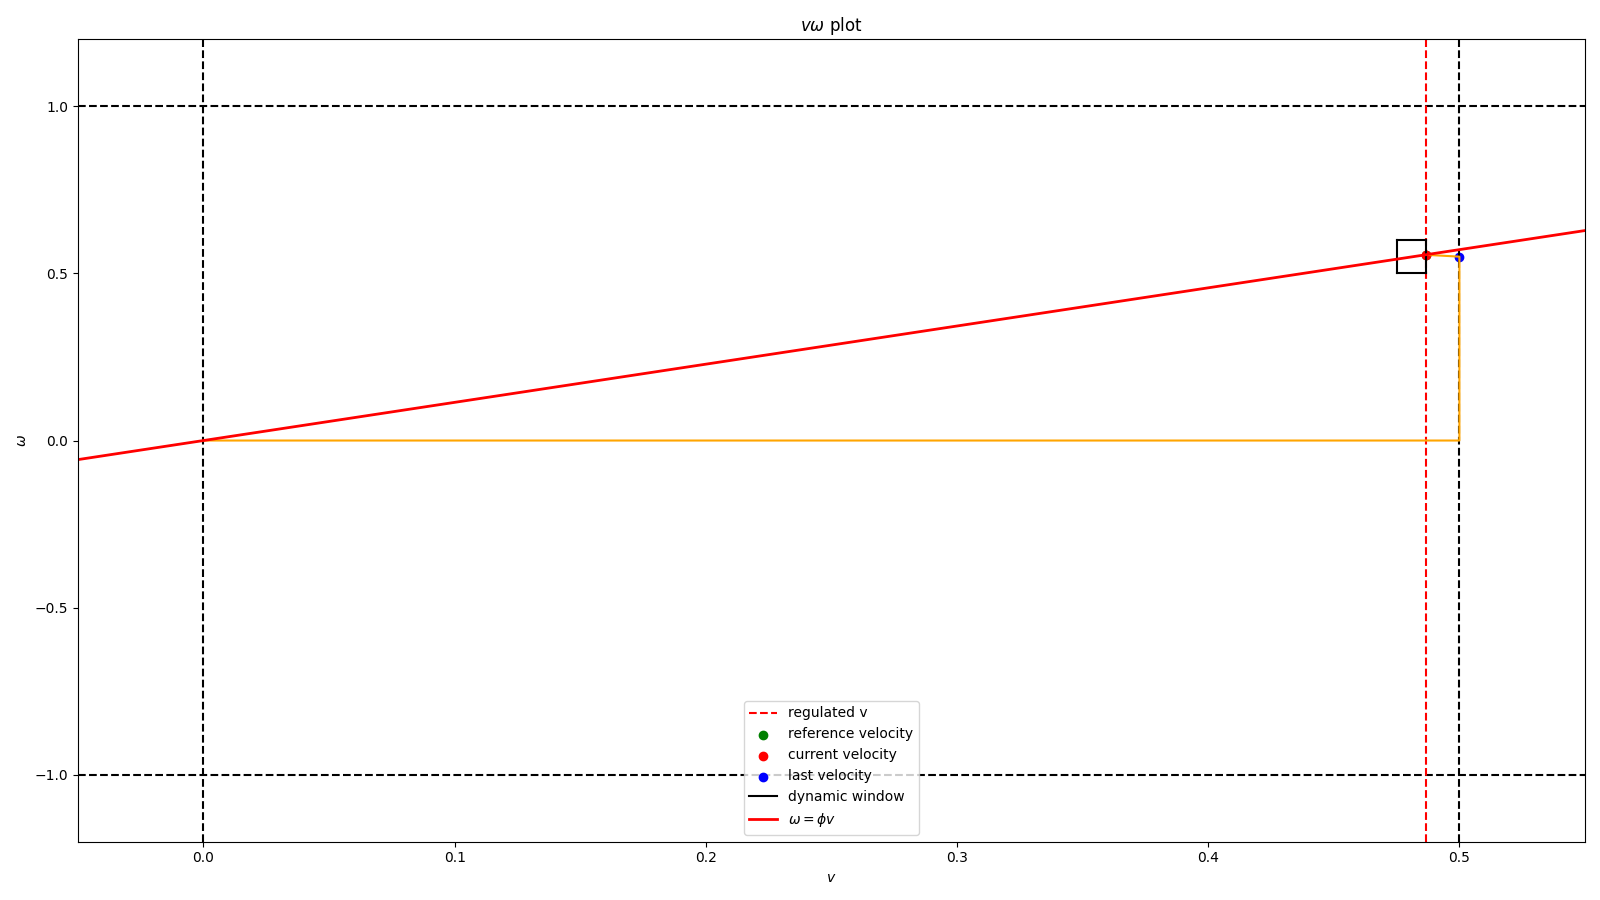 vω plot
1.0
0.5
0.0
−0.5
−1.0
ω
0.0
0.1
0.2
0.3
0.4
0.5
v
regulated v
reference velocity
current velocity
last velocity
dynamic window
ω = ϕv